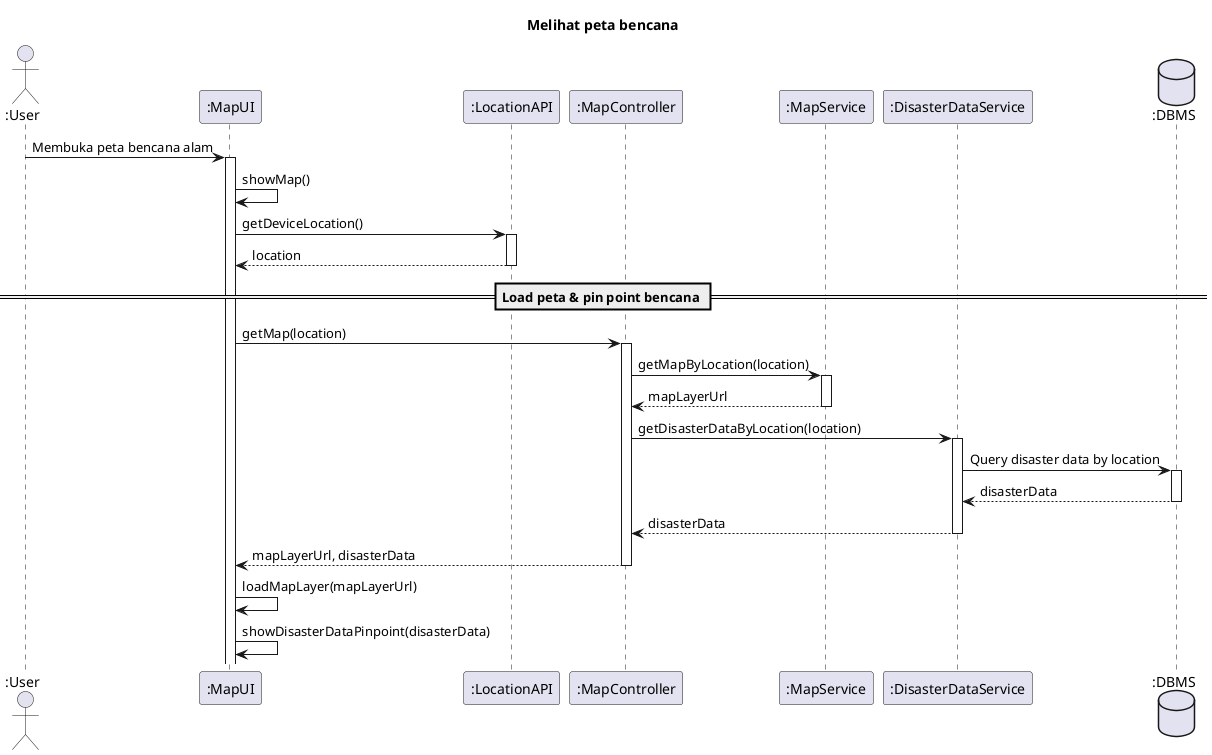 Melihat peta bencana
:User
:MapUI
:LocationAPI
:MapController
:MapService
:DisasterDataService
:DBMS
Membuka peta bencana alam
showMap()
getDeviceLocation()
location
Load peta & pin point bencana
getMap(location)
getMapByLocation(location)
mapLayerUrl
getDisasterDataByLocation(location)
Query disaster data by location
disasterData
disasterData
mapLayerUrl, disasterData
loadMapLayer(mapLayerUrl)
showDisasterDataPinpoint(disasterData)
:User
:MapUI
:LocationAPI
:MapController
:MapService
:DisasterDataService
:DBMS